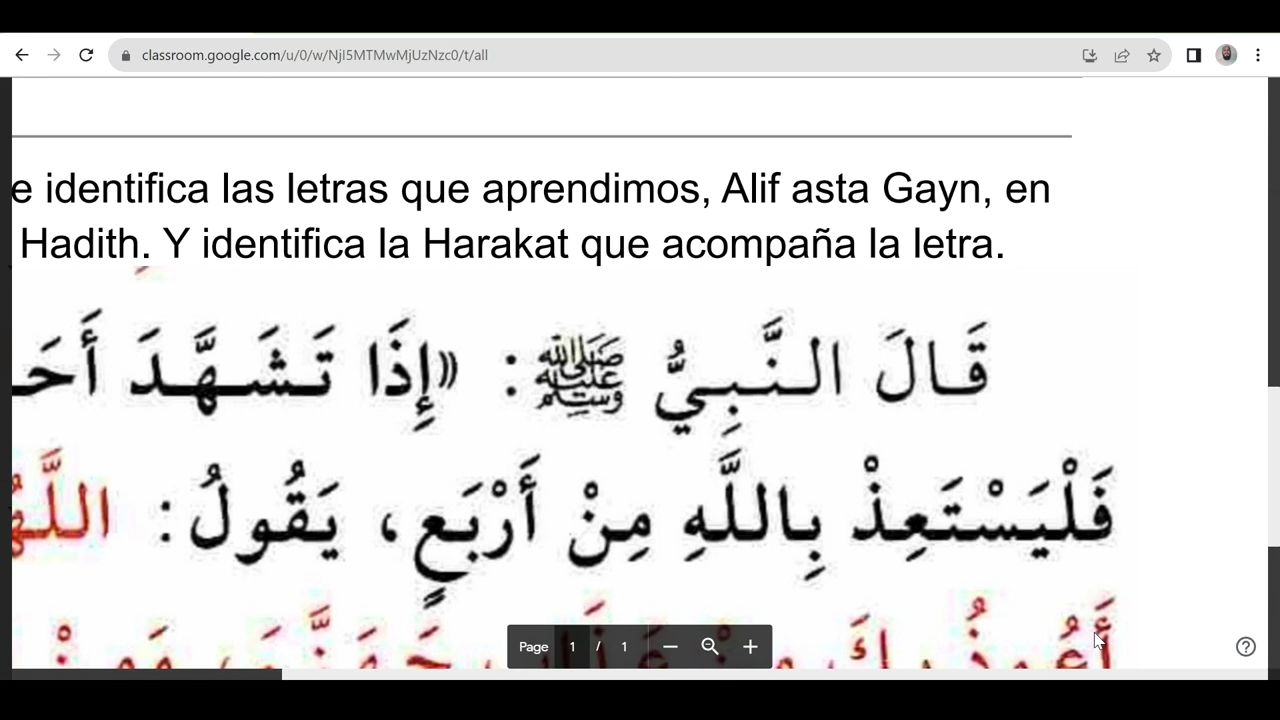 classroom.google.com/u/0/w/NjI5MTMwMjUzNzc0/t/all
e identifica las letras que aprendimos, Alif asta Gayn, en
Hadith. Y identifica la Harakat que acompaña la letra.
قَالَ النَّبِيُّ ﷺ: «إِذَا تَشَهَّدَ أَحَ
فَلْيَسْتَعِذْ بِاللَّهِ مِنْ أَرْبَعٍ، يَقُولُ: اللَّهُ
Page 1 / 1